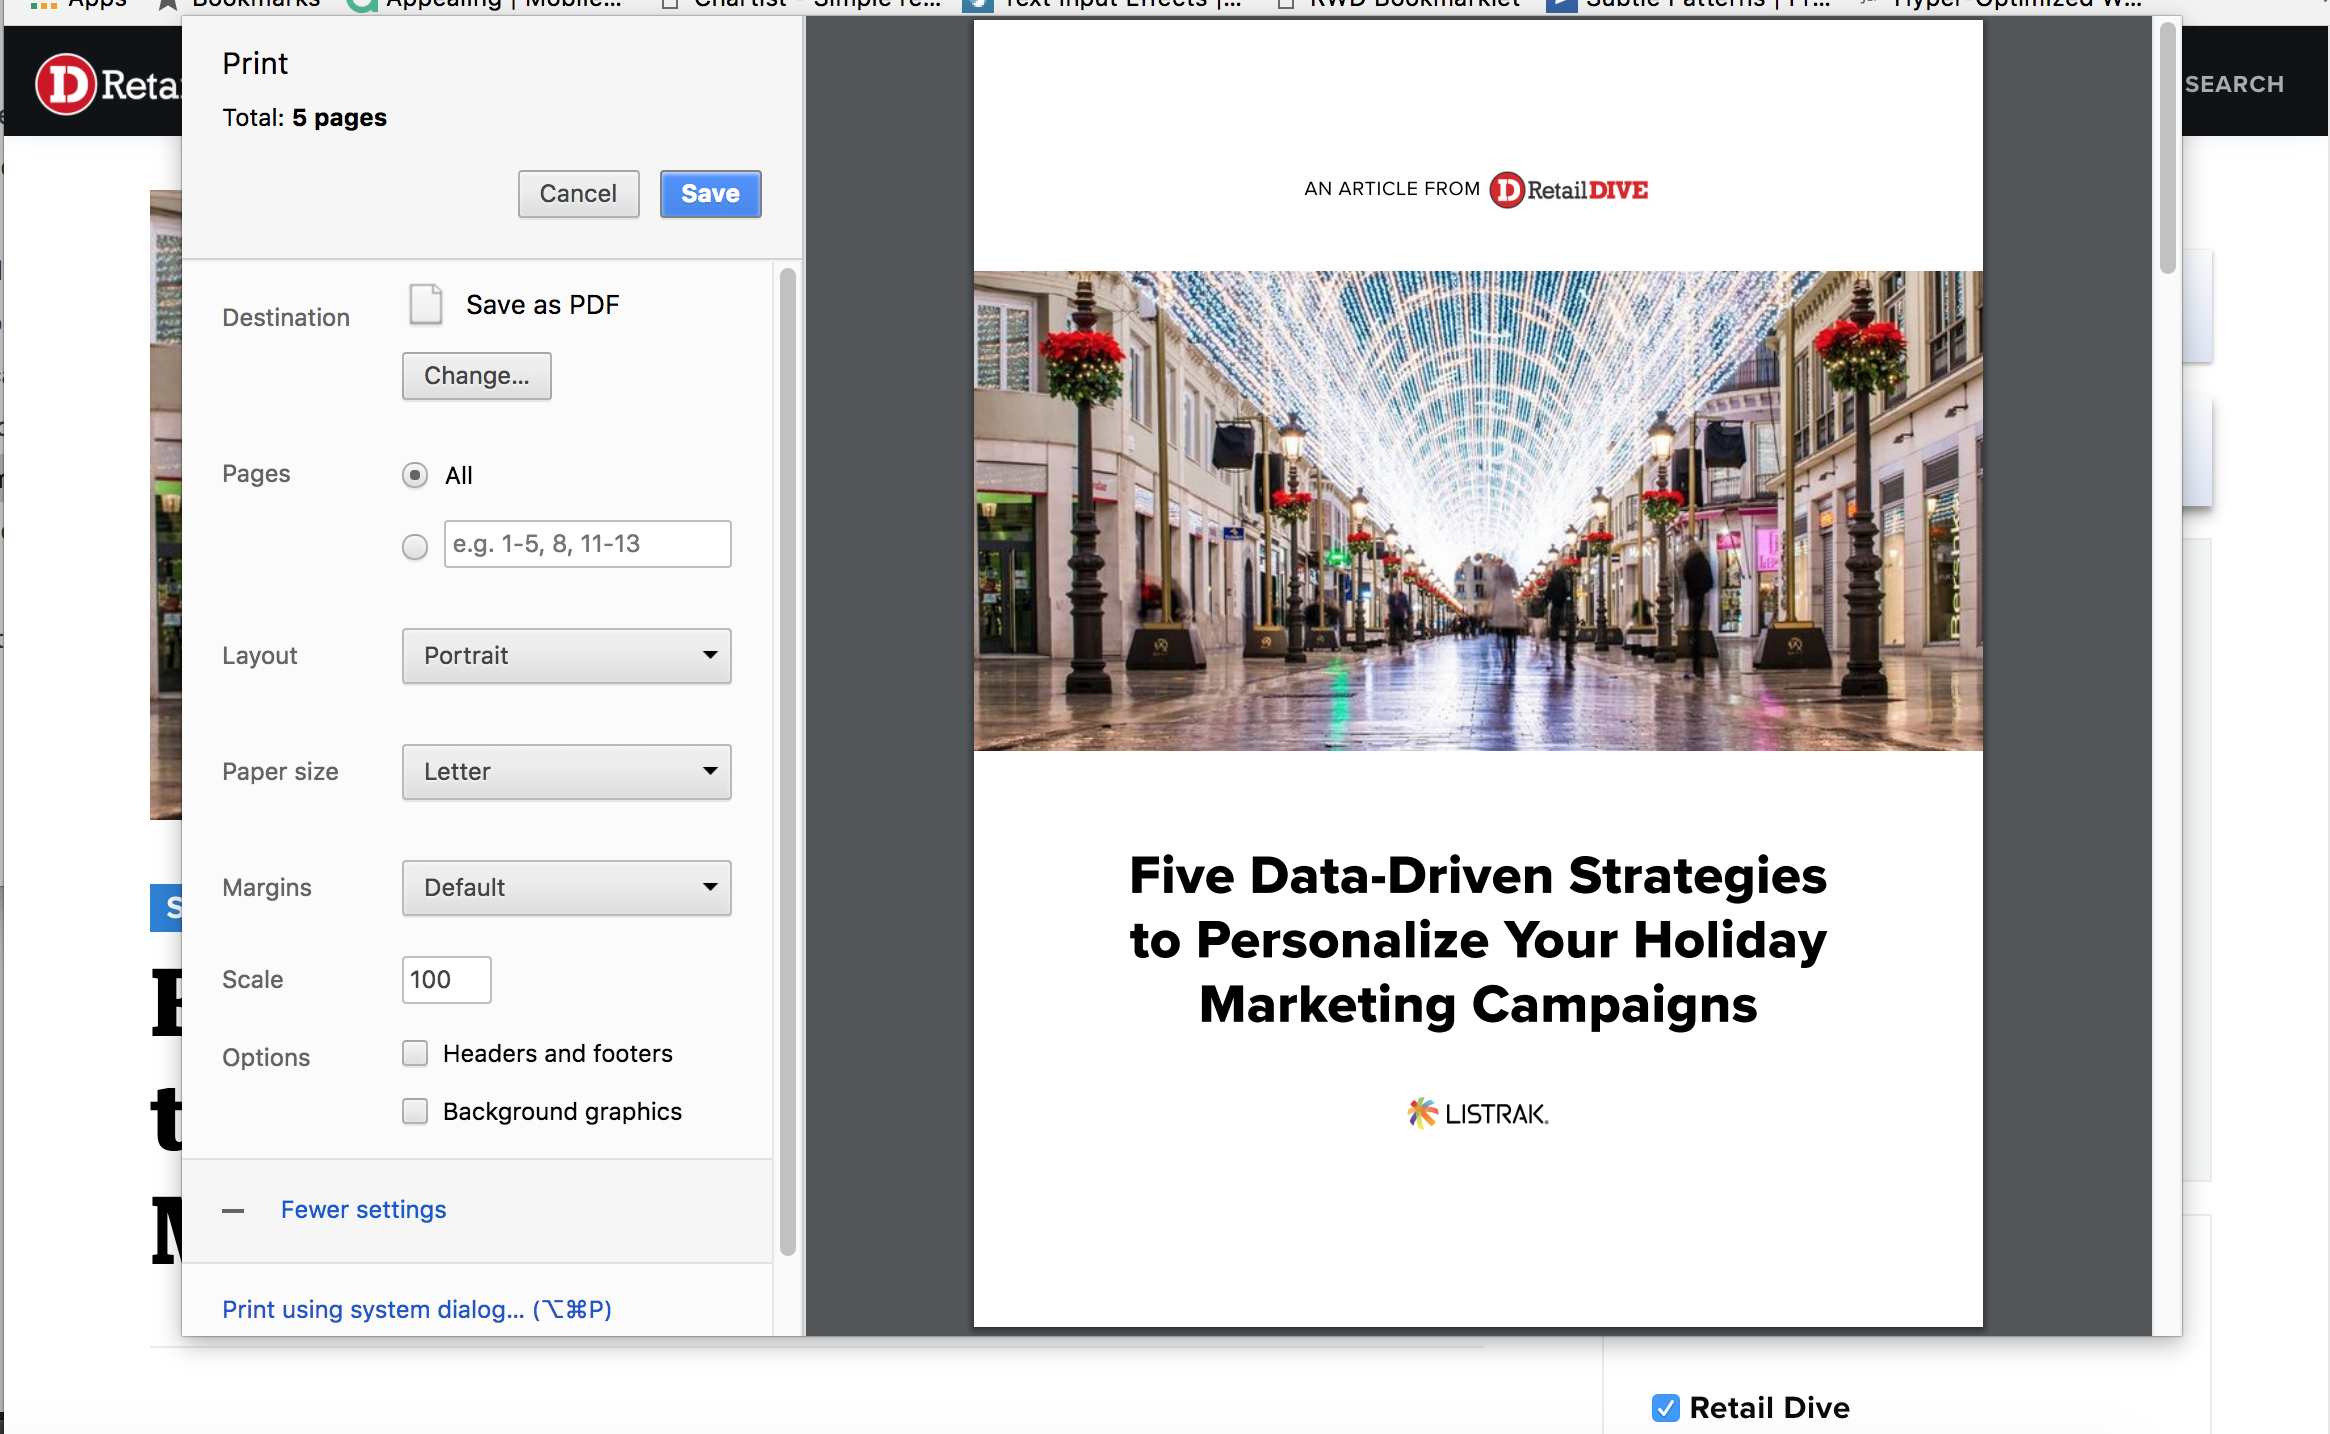 Apps
Bookmarks
Appealing | Mobile...
Chartist - Simple re...
Text Input Effects |...
RWD Bookmarklet
Subtle Patterns | Fr...
Hyper-Optimized W...
D Retai
SEARCH
Print
Total: 5 pages
Cancel
Save
Destination
Save as PDF
Change...
Pages
All
e.g. 1-5, 8, 11-13
Layout
Portrait
Paper size
Letter
Margins
Default
Scale
100
Options
Headers and footers
Background graphics
Fewer settings
Print using system dialog... (⌥⌘P)
AN ARTICLE FROM D RetailDIVE
Five Data-Driven Strategies
to Personalize Your Holiday
Marketing Campaigns
LISTRAK.
S
t
M
Retail Dive